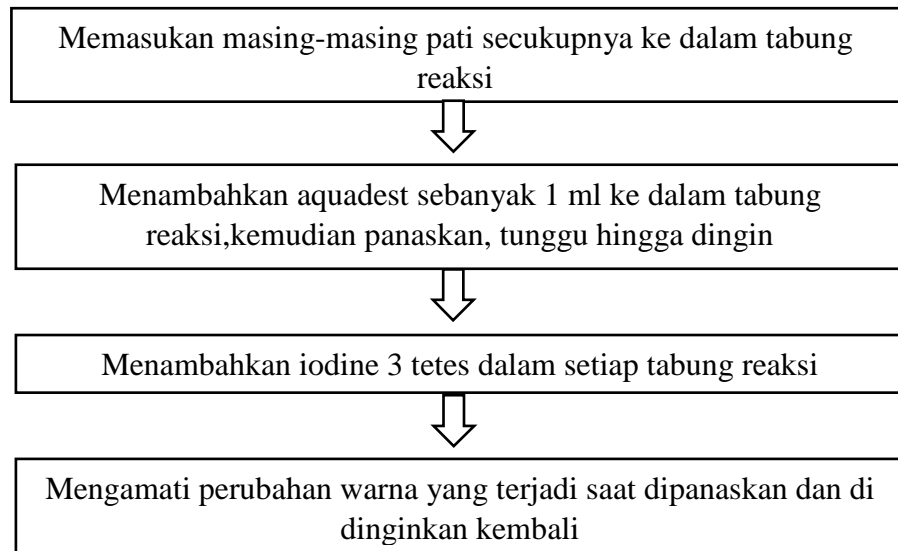 Memasukan masing-masing pati secukupnya ke dalam tabung
reaksi
Menambahkan aquadest sebanyak 1 ml ke dalam tabung
reaksi,kemudian panaskan, tunggu hingga dingin
Menambahkan iodine 3 tetes dalam setiap tabung reaksi
Mengamati perubahan warna yang terjadi saat dipanaskan dan di
dinginkan kembali